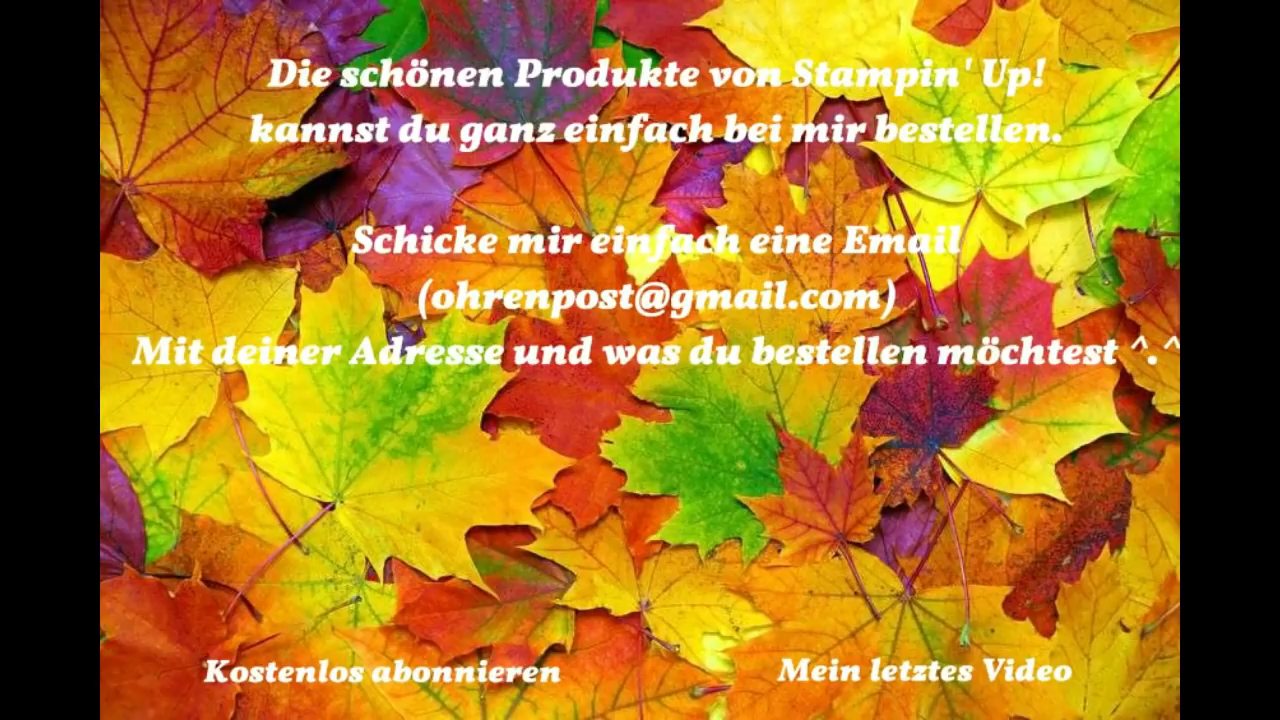 Die schönen Produkte von Stampin' Up!
kannst du ganz einfach bei mir bestellen.
Schicke mir einfach eine Email
(ohrenpost@gmail.com)
Mit deiner Adresse und was du bestellen möchtest ^.^
Kostenlos abonnieren
Mein letztes Video